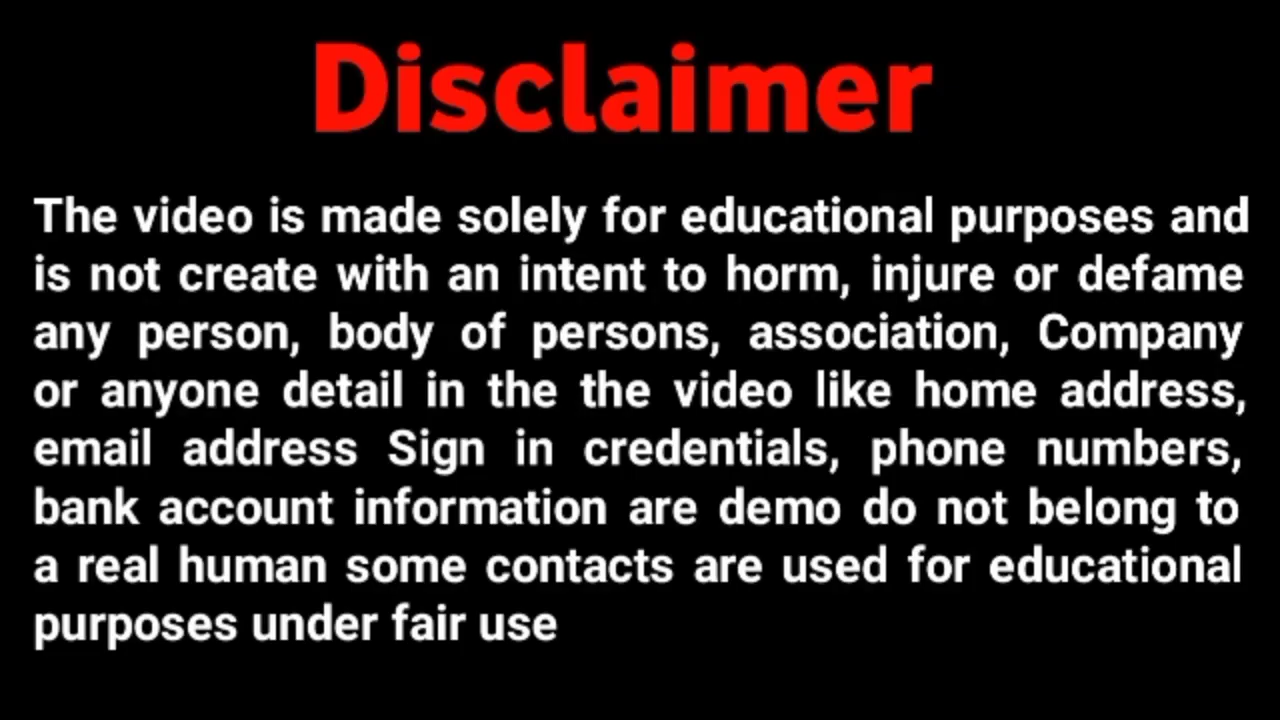 Disclaimer
The video is made solely for educational purposes and
is not create with an intent to horm, injure or defame
any person, body of persons, association, Company
or anyone detail in the the video like home address,
email address Sign in credentials, phone numbers,
bank account information are demo do not belong to
a real human some contacts are used for educational
purposes under fair use